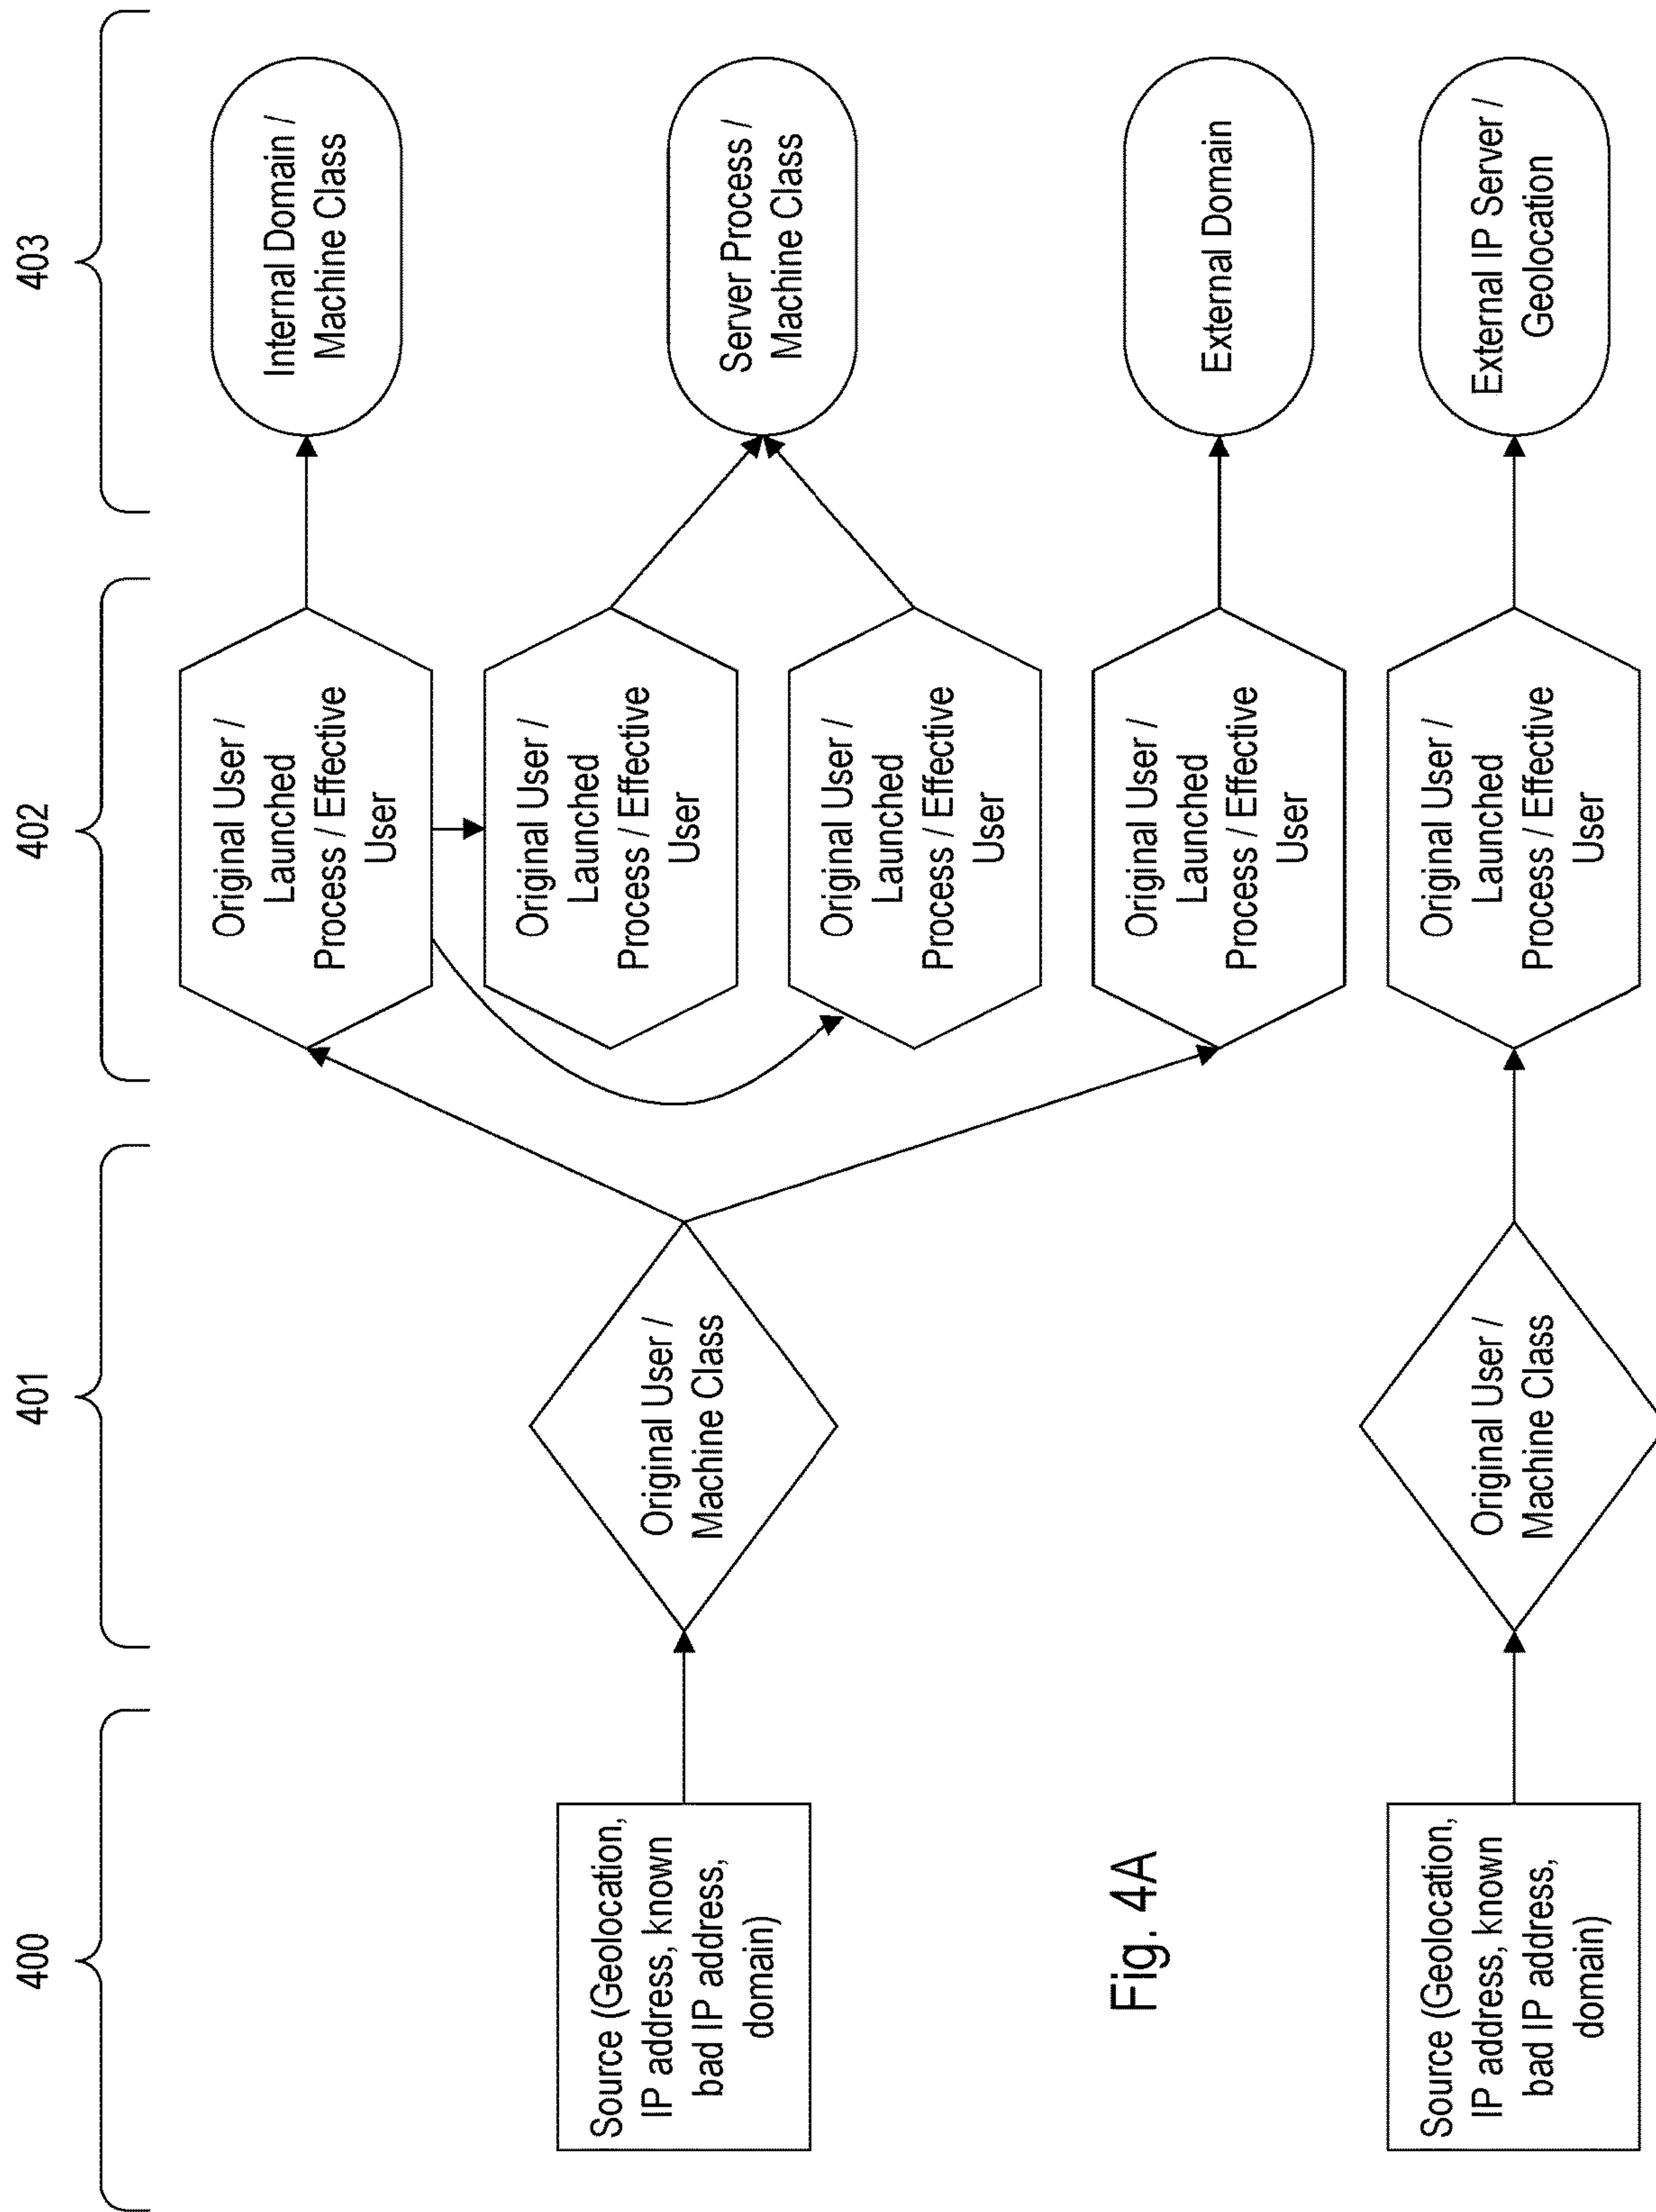 400
401
402
403
Source (Geolocation,
IP address, known
bad IP address,
domain)
Original User /
Machine Class
Original User /
Launched
Process / Effective
User
Internal Domain /
Machine Class
Original User /
Launched
Process / Effective
User
Server Process /
Machine Class
Original User /
Launched
Process / Effective
User
Original User /
Launched
Process / Effective
User
External Domain
Fig. 4A
Source (Geolocation,
IP address, known
bad IP address,
domain)
Original User /
Machine Class
Original User /
Launched
Process / Effective
User
External IP Server /
Geolocation